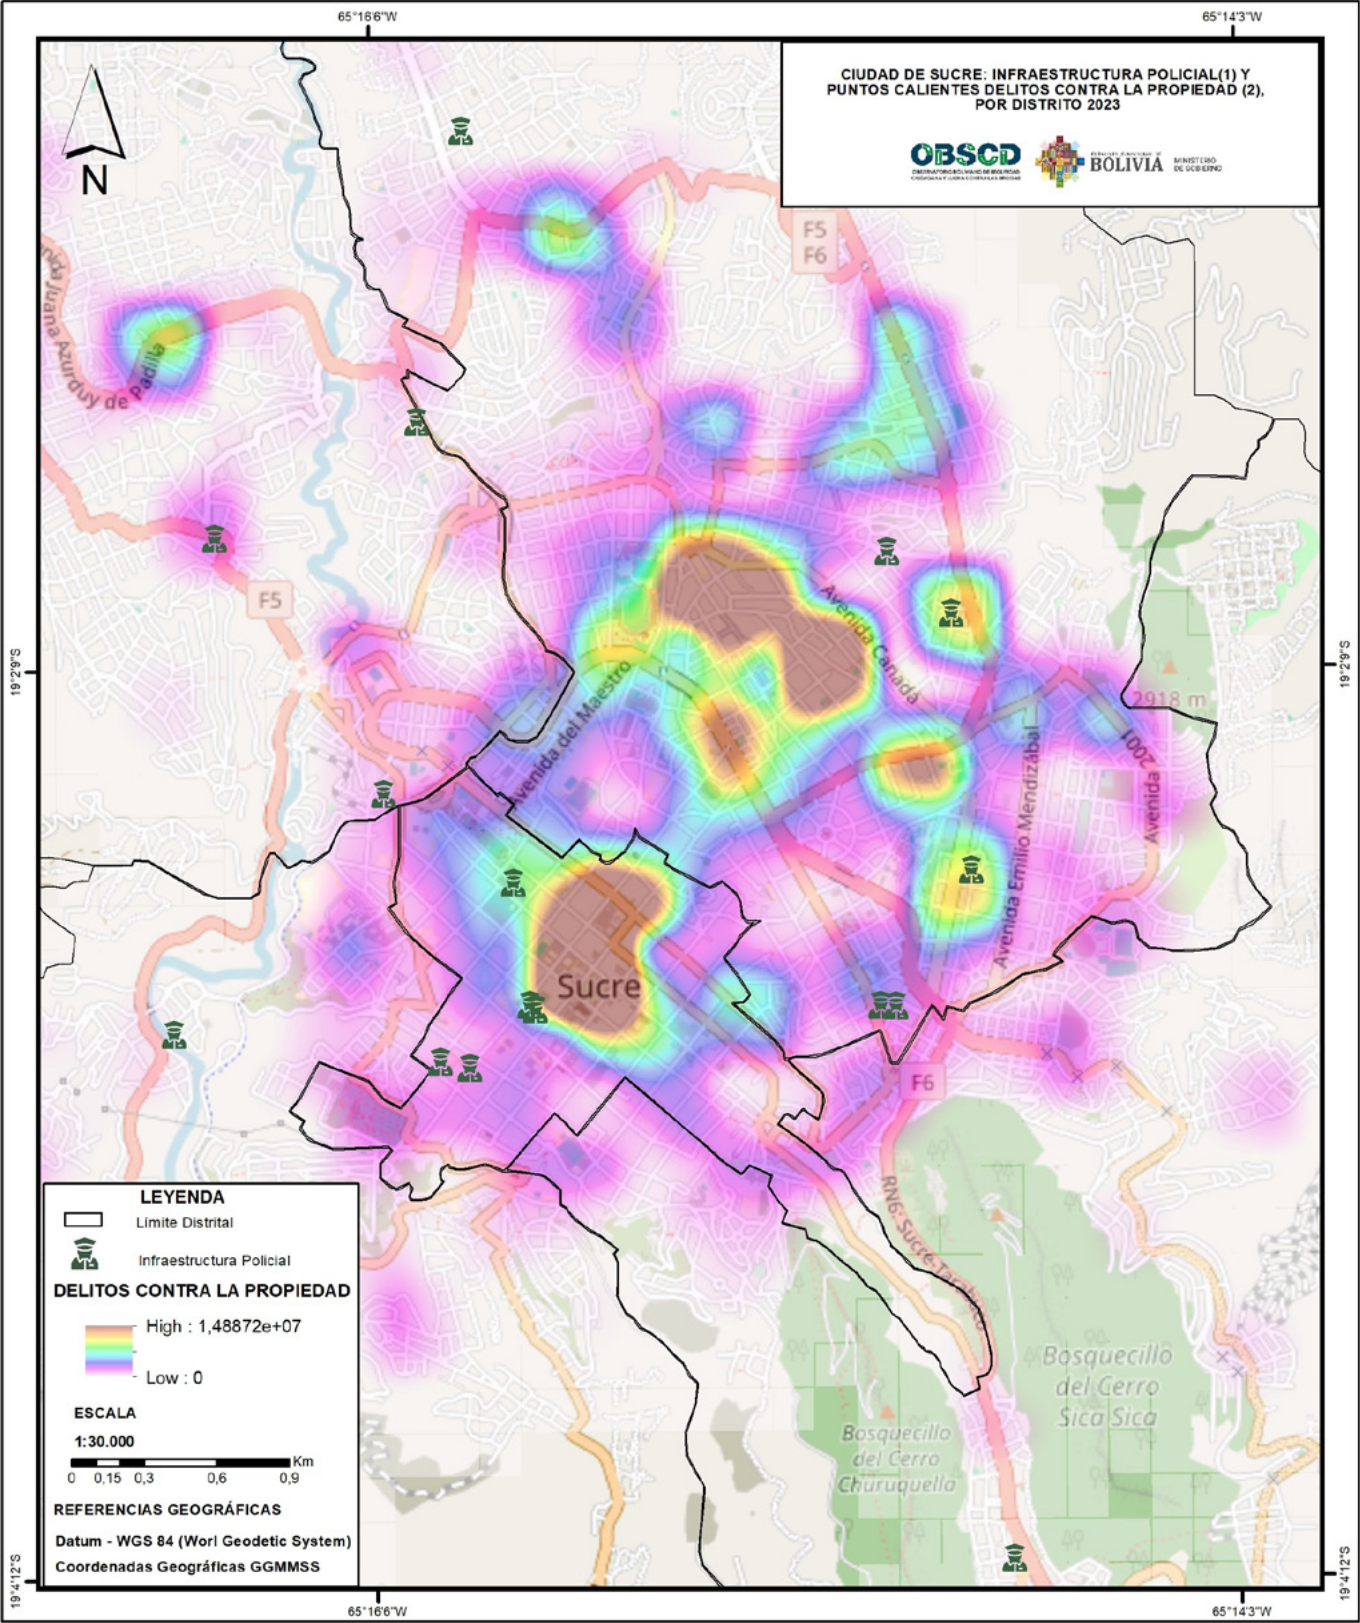 65°16'6"W
65°14'3"W
CIUDAD DE SUCRE: INFRAESTRUCTURA POLICIAL(1) Y
PUNTOS CALIENTES DELITOS CONTRA LA PROPIEDAD (2),
POR DISTRITO 2023
OBSCD
BOLIVIA
MINISTERIO
DE GOBIERNO
N
F5
F6
enida Juana Azurduy de Padilla
F5
Avenida Canadá
Avenida del Maestro
19°2'9"S
19°2'9"S
2918 m
Avenida
20001
Avenida Emilio Mendizábal
Sucre
F6
RN6: Sucre-Tarabuco
Bosquecillo
del Cerro
Sica Sica
Bosquecillo
del Cerro
Churuquella
LEYENDA
Límite Distrital
Infraestructura Policial
DELITOS CONTRA LA PROPIEDAD
High : 1,48872e+07
Low : 0
ESCALA
1:30.000
0 0,15 0,3 0,6 0,9 Km
REFERENCIAS GEOGRÁFICAS
Datum - WGS 84 (Worl Geodetic System)
Coordenadas Geográficas GGMMSS
19°4'12"S
19°4'12"S
65°16'6"W
65°14'3"W